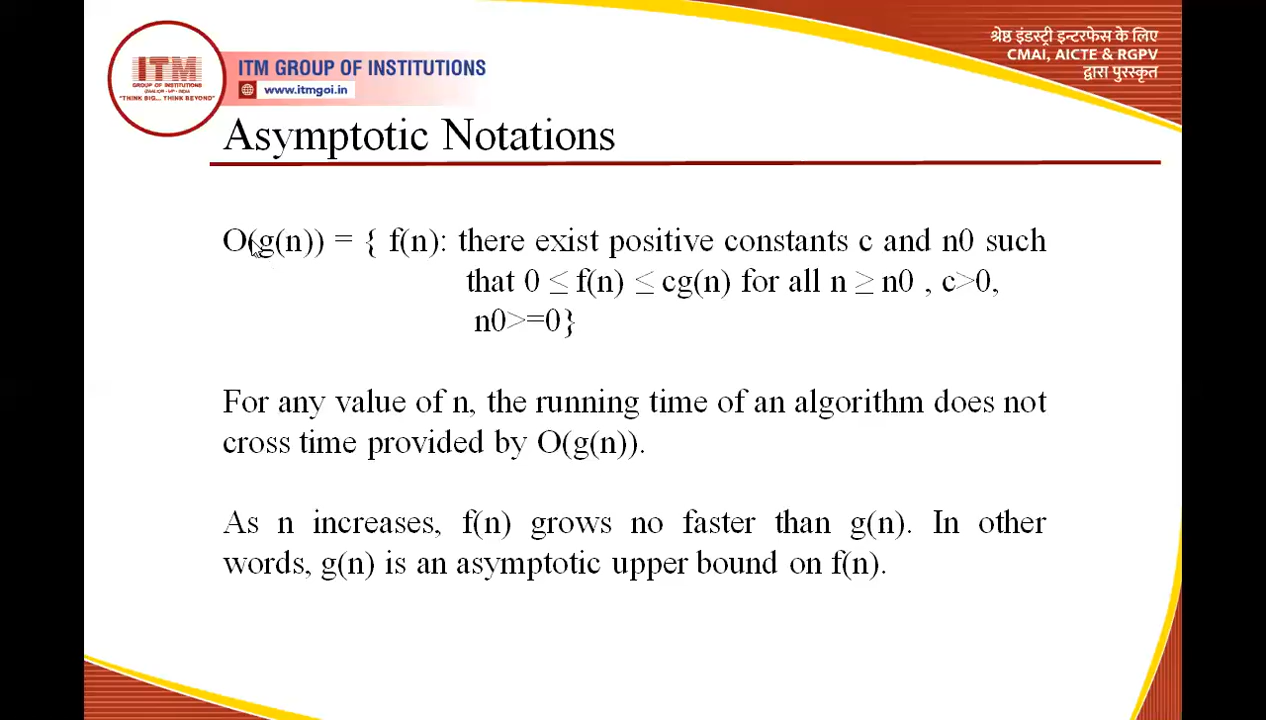 ITM
GROUP OF INSTITUTIONS
"THINK BIG... THINK BEYOND"
ITM GROUP OF INSTITUTIONS
www.itmgoi.in
श्रेष्ठ इंडस्ट्री इन्टरफेस के लिए
CMAI, AICTE & RGPV
द्वारा पुरस्कृत
Asymptotic Notations
O(g(n)) = { f(n): there exist positive constants c and n0 such
that 0 ≤ f(n) ≤ cg(n) for all n ≥ n0 , c>0,
n0>=0}
For any value of n, the running time of an algorithm does not
cross time provided by O(g(n)).
As n increases, f(n) grows no faster than g(n). In other
words, g(n) is an asymptotic upper bound on f(n).